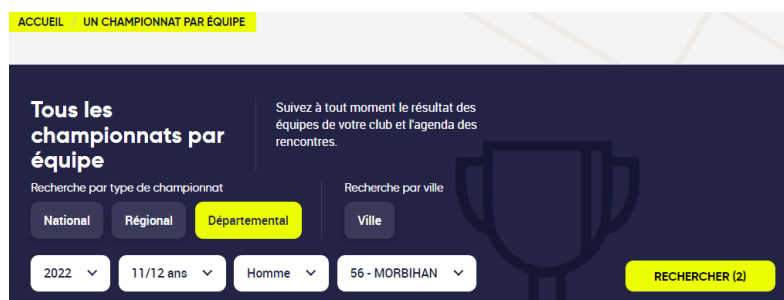 ACCUEIL / UN CHAMPIONNAT PAR ÉQUIPE
Tous les
championnats par
équipe
Suivez à tout moment le résultat des
équipes de votre club et l'agenda des
rencontres.
Recherche par type de championnat
Recherche par ville
National Régional Départemental Ville
2022 11/12 ans Homme 56 - MORBIHAN RECHERCHER (2)